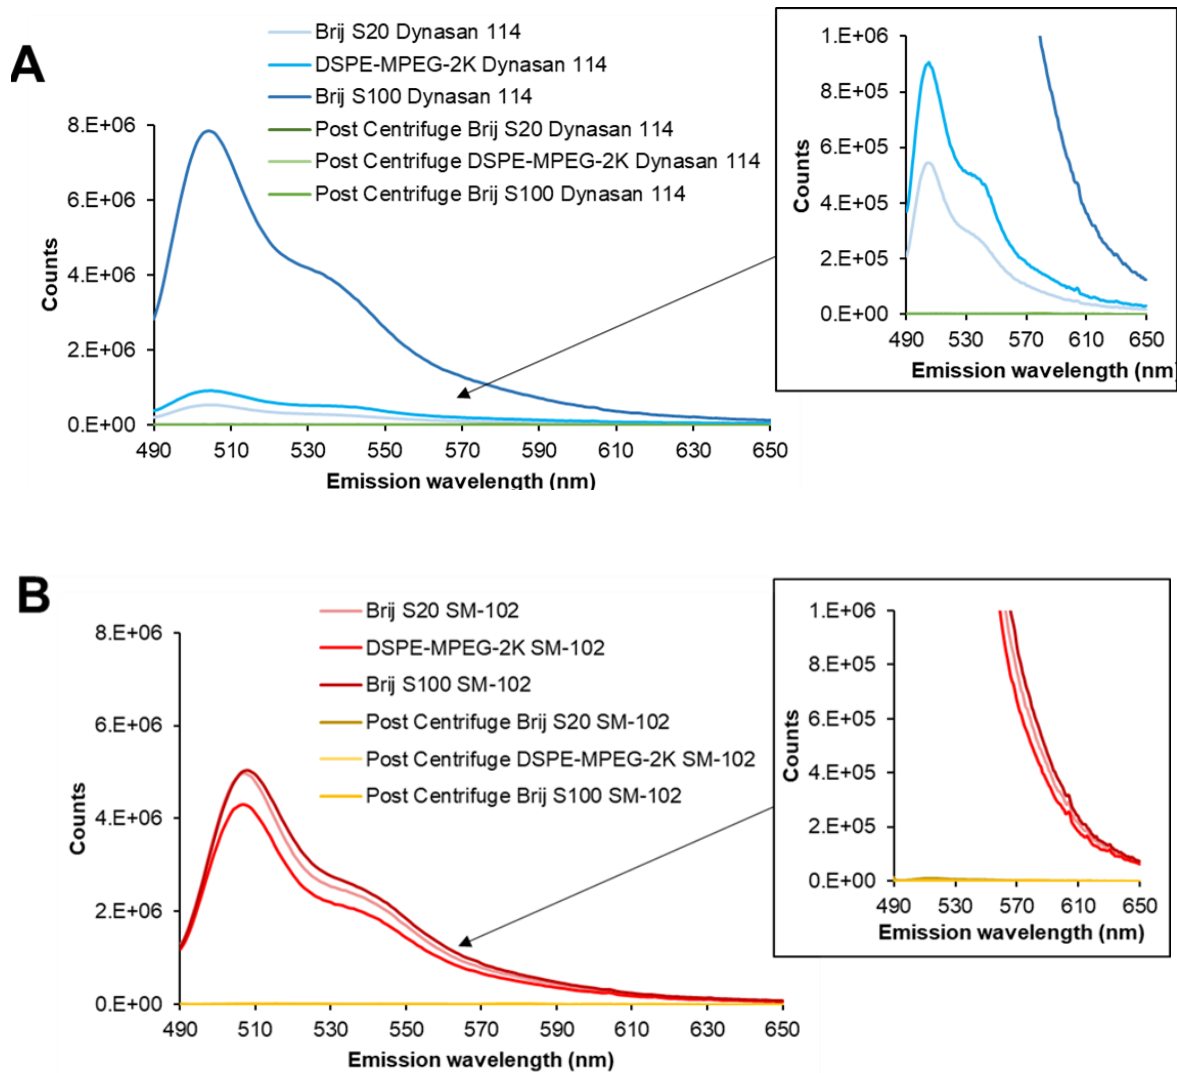 A
Brij S20 Dynasan 114
DSPE-MPEG-2K Dynasan 114
Brij S100 Dynasan 114
Post Centrifuge Brij S20 Dynasan 114
Post Centrifuge DSPE-MPEG-2K Dynasan 114
Post Centrifuge Brij S100 Dynasan 114
8.E+06
6.E+06
4.E+06
2.E+06
0.E+00
Counts
490 510 530 550 570 590 610 630 650
Emission wavelength (nm)
1.E+06
8.E+05
6.E+05
4.E+05
2.E+05
0.E+00
Counts
490 530 570 610 650
Emission wavelength (nm)
B
Brij S20 SM-102
DSPE-MPEG-2K SM-102
Brij S100 SM-102
Post Centrifuge Brij S20 SM-102
Post Centrifuge DSPE-MPEG-2K SM-102
Post Centrifuge Brij S100 SM-102
8.E+06
6.E+06
4.E+06
2.E+06
0.E+00
Counts
490 510 530 550 570 590 610 630 650
Emission wavelength (nm)
1.E+06
8.E+05
6.E+05
4.E+05
2.E+05
0.E+00
Counts
490 530 570 610 650
Emission wavelength (nm)